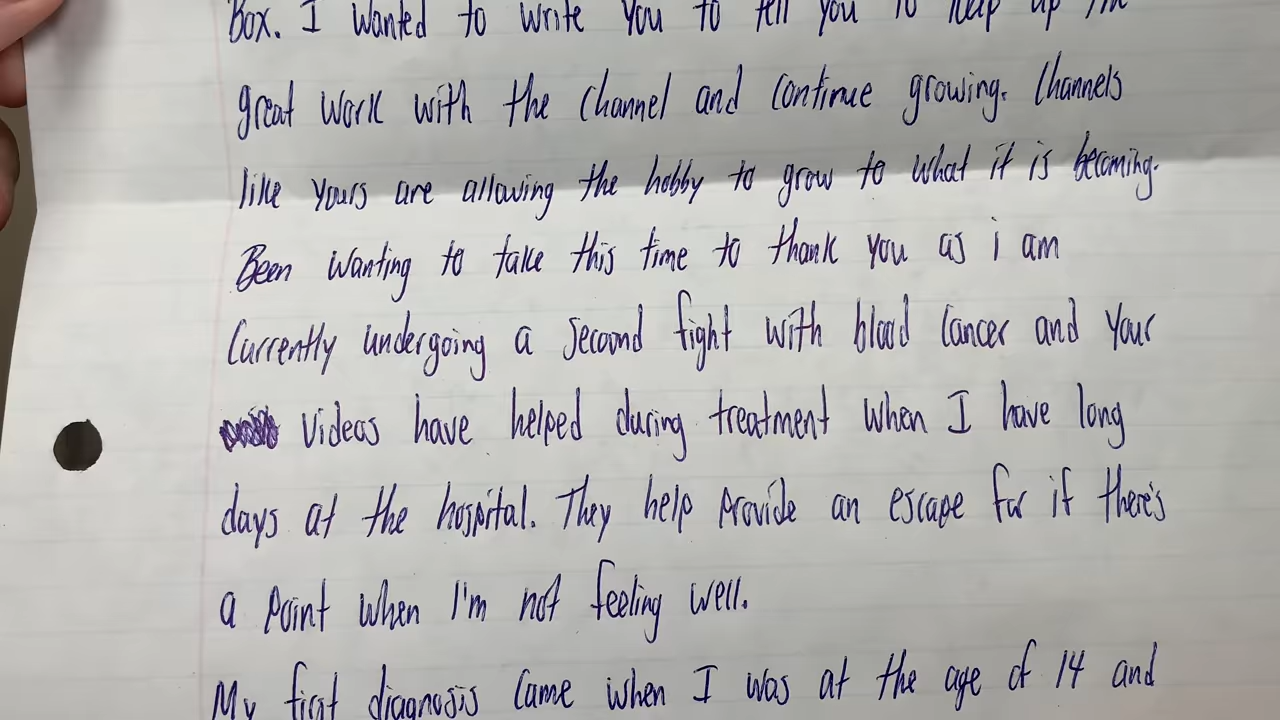 Box. I wanted to write you to tell you to keep up the
great work with the channel and continue growing. Channels
like yours are allowing the hobby to grow to what it is becoming.
Been wanting to take this time to thank you as i am
Currently undergoing a second fight with blood cancer and your
videos have helped during treatment when I have long
days at the hospital. They help provide an escape for if there's
a point when I'm not feeling well.
My first diagnosis came when I was at the age of 14 and